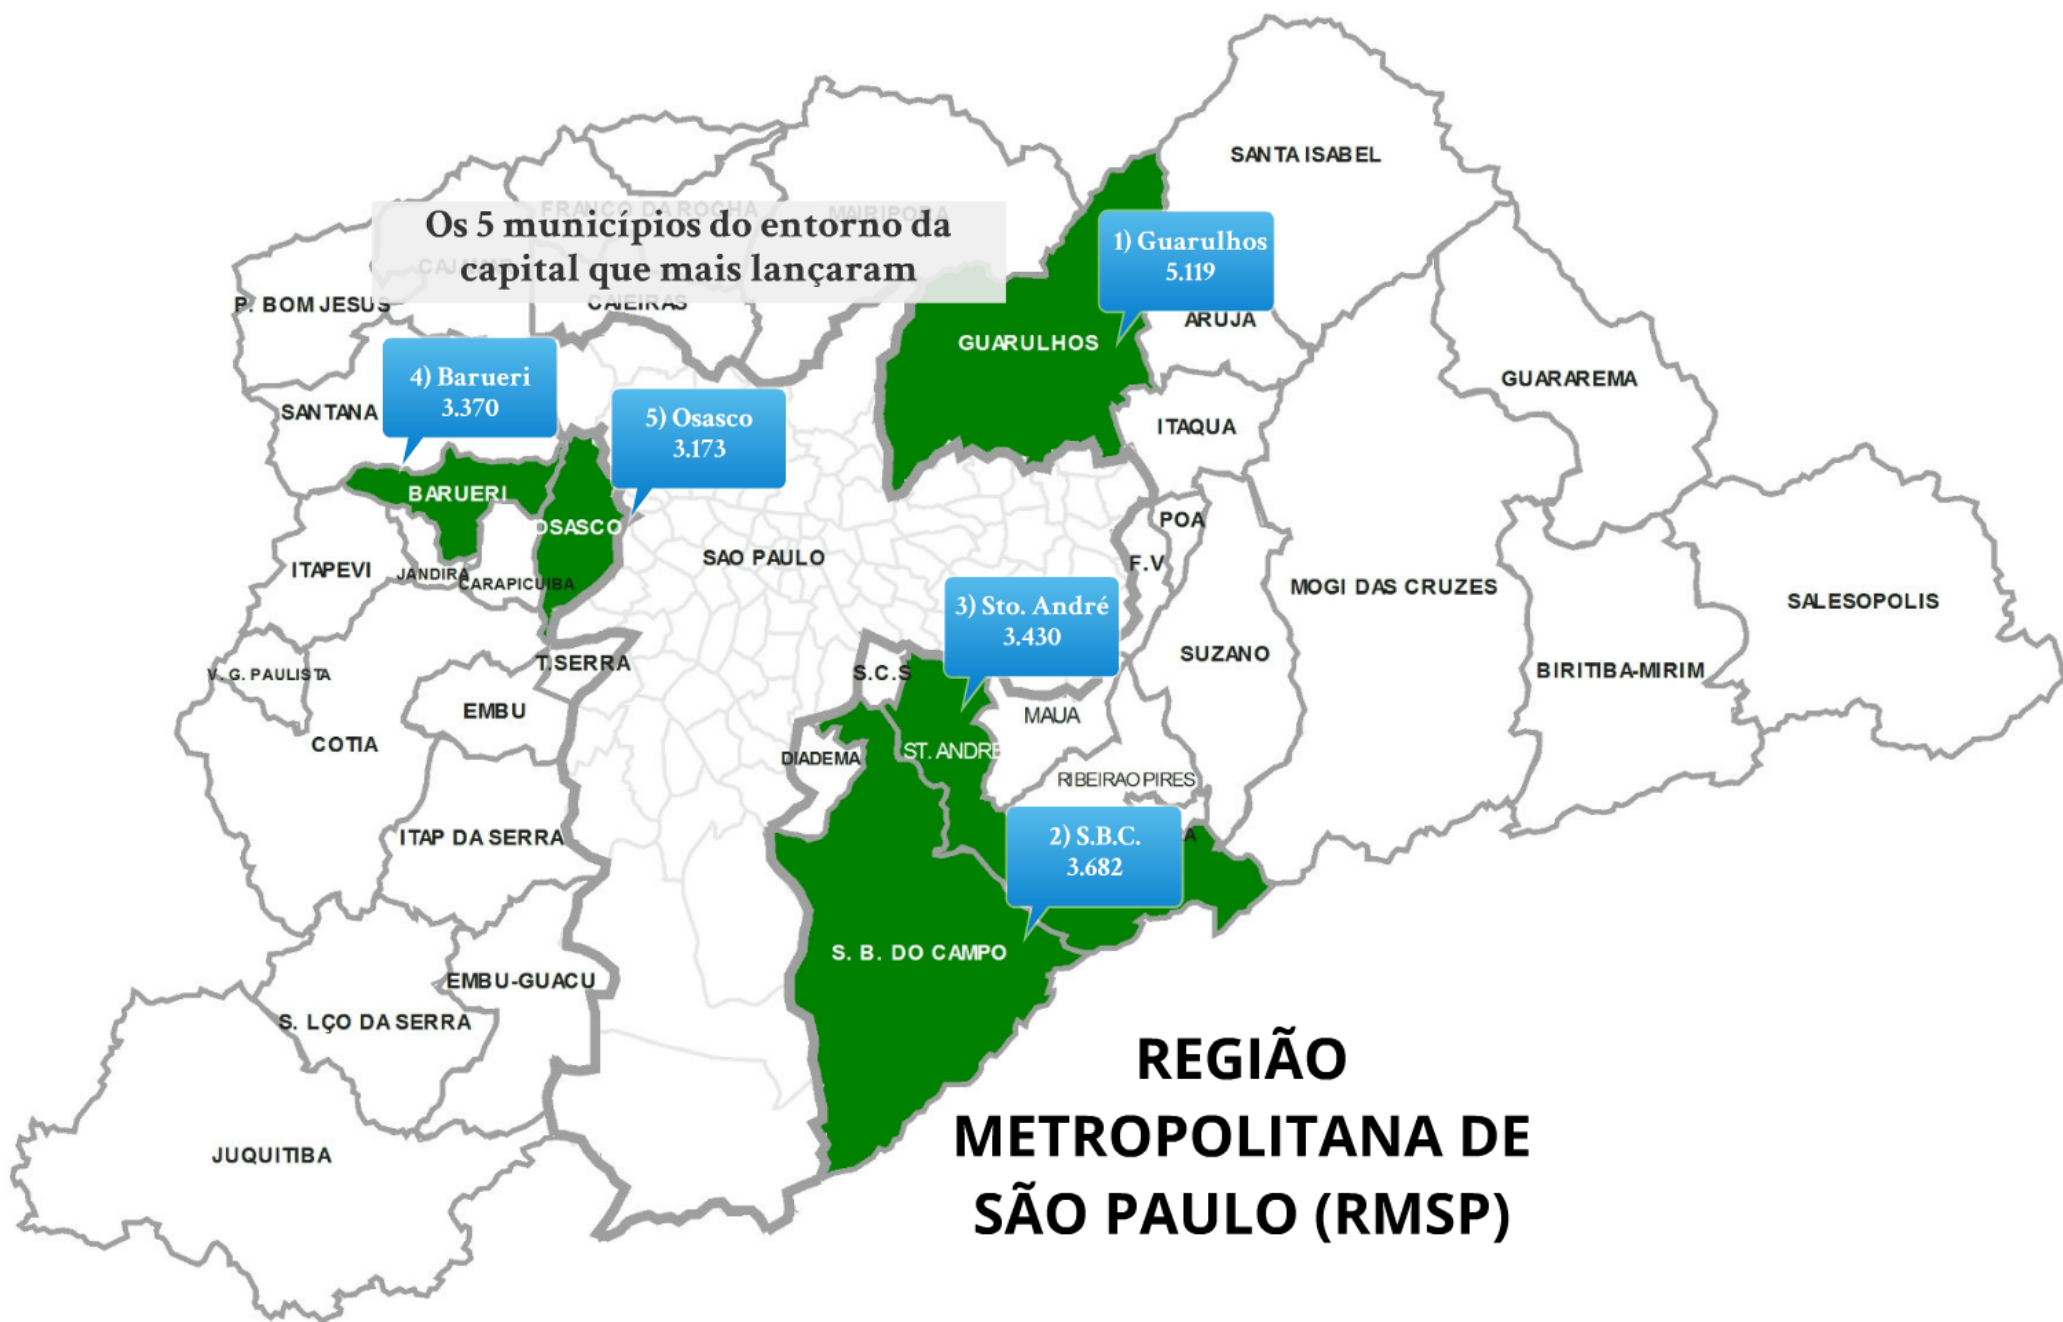 SANTA ISABEL
FRANCO DA ROCHA
MAIRIPORA
Os 5 municípios do entorno da
capital que mais lançaram
1) Guarulhos
5.119
P. BOM JESUS
CAIEIRAS
ARUJA
GUARULHOS
4) Barueri
3.370
GUARAREMA
SANTANA
5) Osasco
3.173
ITAQUA
BARUERI
OSASCO
POA
SAO PAULO
F.V
ITAPEVI
JANDIRA
CARAPICUIBA
MOGI DAS CRUZES
SALESOPOLIS
3) Sto. André
3.430
SUZANO
T.SERRA
V. G. PAULISTA
S.C.S
BIRITIBA-MIRIM
EMBU
MAUA
COTIA
DIADEMA
ST. ANDRE
RIBEIRAO PIRES
ITAP DA SERRA
2) S.B.C.
3.682
S. B. DO CAMPO
EMBU-GUACU
S. LÇO DA SERRA
JUQUITIBA
REGIÃO
METROPOLITANA DE
SÃO PAULO (RMSP)